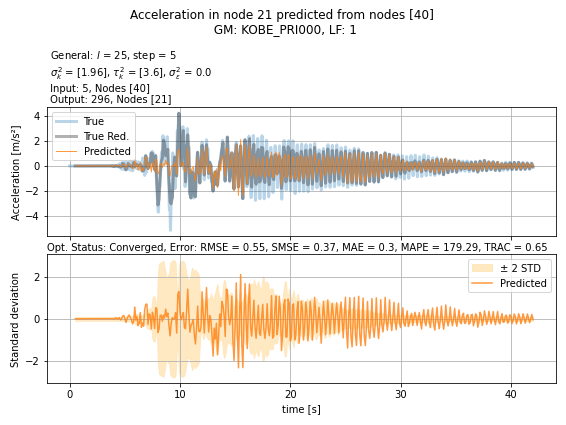 Acceleration in node 21 predicted from nodes [40]
GM: KOBE_PRI000, LF: 1
General: l = 25, step = 5
σ²ₖ = [1.96], τ²ₖ = [3.6], σ²ε = 0.0
Input: 5, Nodes [40]
Output: 296, Nodes [21]
Acceleration [m/s²]
4
2
0
−2
−4
True
True Red.
Predicted
Opt. Status: Converged, Error: RMSE = 0.55, SMSE = 0.37, MAE = 0.3, MAPE = 179.29, TRAC = 0.65
Standard deviation
2
0
−2
± 2 STD
Predicted
0 10 20 30 40
time [s]